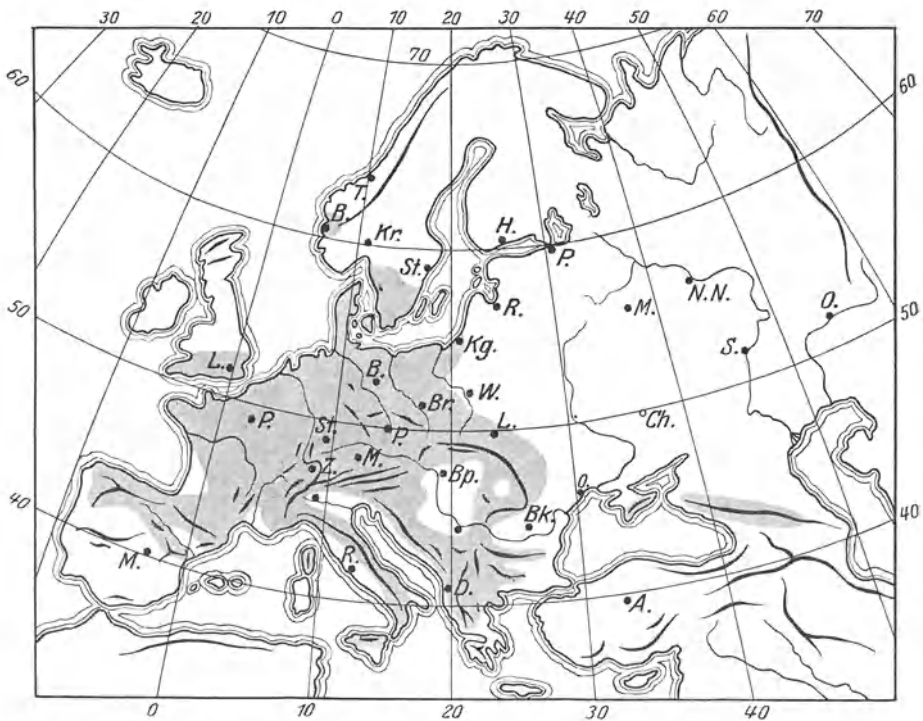 30 20 10 0 10 20 30 40 50 60 70
70
60 60
T.
B. Kr. H. P.
St. N.N.
50 R. M. O. 50
Kg. S.
L. B. W.
Br.
P. St. P. L. Ch.
Z. M. Bp. O.
40 Bk. 40
M. R. D. A.
0 10 20 30 40